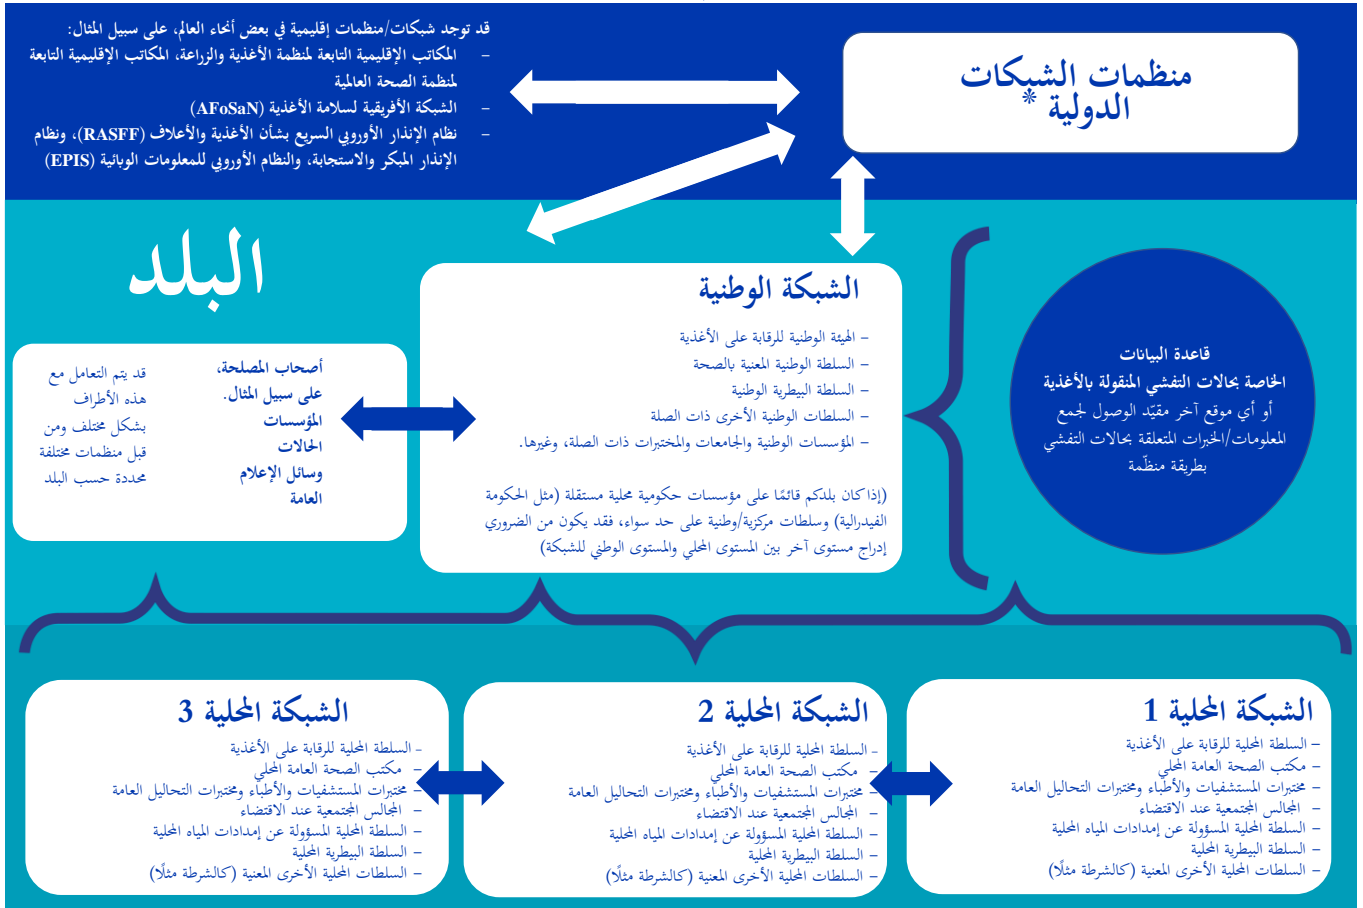 منظمات الشبكات
الدولية *
قد توجد شبكات/منظمات إقليمية في بعض أنحاء العالم، على سبيل المثال:
– المكاتب الإقليمية التابعة لمنظمة الأغذية والزراعة، المكاتب الإقليمية التابعة
لمنظمة الصحة العالمية
– الشبكة الأفريقية لسلامة الأغذية (AFoSaN)
– نظام الإنذار الأوروبي السريع بشأن الأغذية والأعلاف (RASFF)، ونظام
الإنذار المبكر والاستجابة، والنظام الأوروبي للمعلومات الوبائية (EPIS)
البلد
قاعدة البيانات
الخاصة بحالات التفشي المنقولة بالأغذية
أو أي موقع آخر مقيّد الوصول لجمع
المعلومات/الخبرات المتعلقة بحالات التفشي
بطريقة منظّمة
الشبكة الوطنية
– الهيئة الوطنية للرقابة على الأغذية
– السلطة الوطنية المعنية بالصحة
– السلطة البيطرية الوطنية
– السلطات الوطنية الأخرى ذات الصلة
– المؤسسات الوطنية والجامعات والمختبرات ذات الصلة، وغيرها.
(إذا كان بلدكم قائمًا على مؤسسات حكومية محلية مستقلة (مثل الحكومة
الفيدرالية) وسلطات مركزية/وطنية على حد سواء، فقد يكون من الضروري
إدراج مستوى آخر بين المستوى المحلي والمستوى الوطني للشبكة)
أصحاب المصلحة،
على سبيل المثال.
المؤسسات
الحالات
وسائل الإعلام
العامة
قد يتم التعامل مع
هذه الأطراف
بشكل مختلف ومن
قبل منظمات مختلفة
محددة حسب البلد
الشبكة المحلية 1
– السلطة المحلية للرقابة على الأغذية
– مكتب الصحة العامة المحلي
– مختبرات المستشفيات والأطباء ومختبرات التحاليل العامة
– المجالس المجتمعية عند الاقتضاء
– السلطة المحلية المسؤولة عن إمدادات المياه المحلية
– السلطة البيطرية المحلية
– السلطات المحلية الأخرى المعنية (كالشرطة مثلًا)
الشبكة المحلية 2
- السلطة المحلية للرقابة على الأغذية
– مكتب الصحة العامة المحلي
– مختبرات المستشفيات والأطباء ومختبرات التحاليل العامة
– المجالس المجتمعية عند الاقتضاء
– السلطة المحلية المسؤولة عن إمدادات المياه المحلية
– السلطة البيطرية المحلية
– السلطات المحلية الأخرى المعنية (كالشرطة مثلًا)
الشبكة المحلية 3
- السلطة المحلية للرقابة على الأغذية
– مكتب الصحة العامة المحلي
– مختبرات المستشفيات والأطباء ومختبرات التحاليل العامة
– المجالس المجتمعية عند الاقتضاء
– السلطة المحلية المسؤولة عن إمدادات المياه المحلية
– السلطة البيطرية المحلية
– السلطات المحلية الأخرى المعنية (كالشرطة مثلًا)